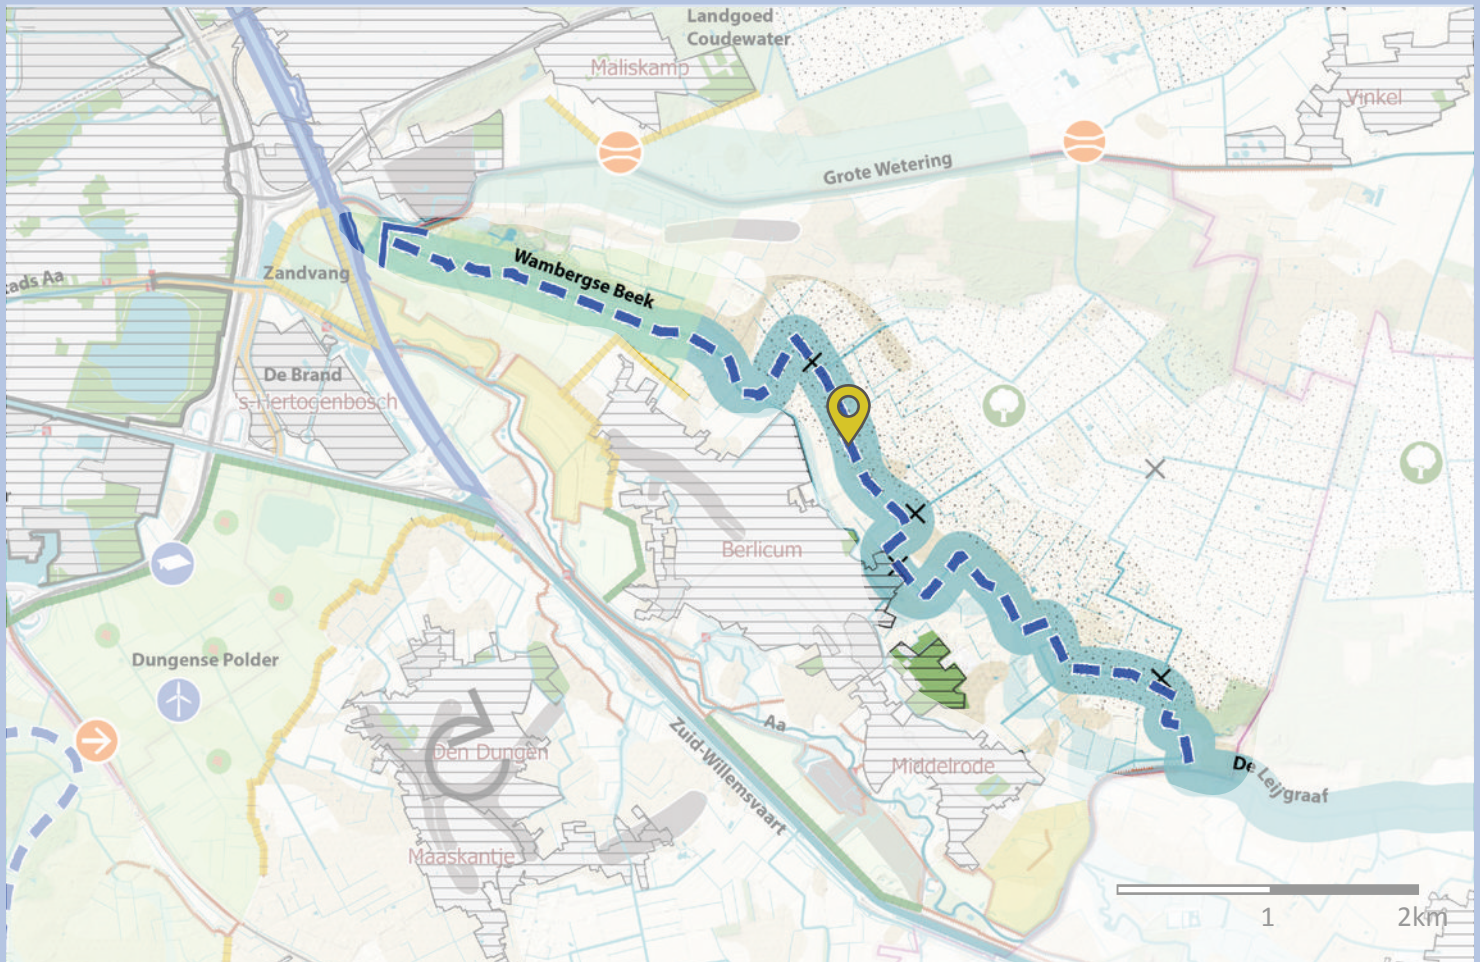 Landgoed
Coudewater
Maliskamp
Vinkel
Grote Wetering
Wambergse Beek
Zandvang
ads Aa
De Brand
's-Hertogenbosch
r
Berlicum
Dungense Polder
Aa
Den Dungen
Zuid-Willemsvaart
Middelrode
De Leijgraaf
Maaskantje
1
2km